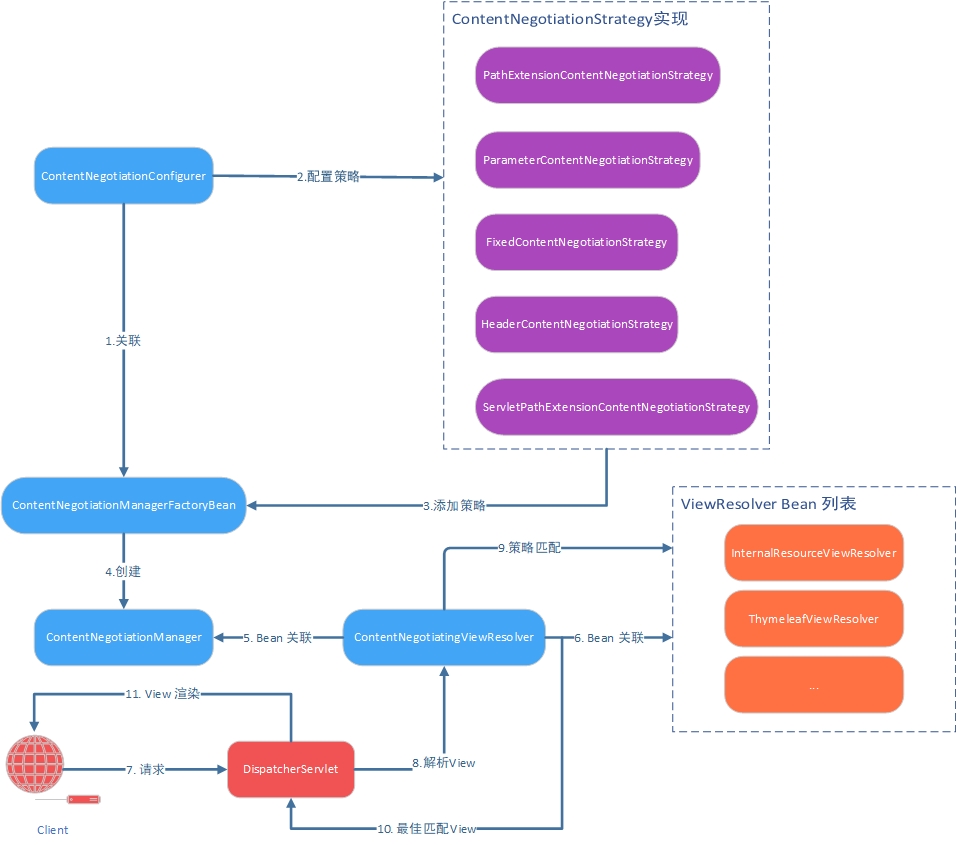 ContentNegotiationStrategy实现
PathExtensionContentNegotiationStrategy
ParameterContentNegotiationStrategy
ContentNegotiationConfigurer
2.配置策略
FixedContentNegotiationStrategy
HeaderContentNegotiationStrategy
1.关联
ServletPathExtensionContentNegotiationStrategy
ContentNegotiationManagerFactoryBean
3.添加策略
ViewResolver Bean 列表
9.策略匹配
InternalResourceViewResolver
4.创建
ThymeleafViewResolver
ContentNegotiationManager
5. Bean 关联
ContentNegotiatingViewResolver
6. Bean 关联
...
11. View 渲染
7. 请求
DispatcherServlet
8.解析View
Client
10. 最佳匹配View